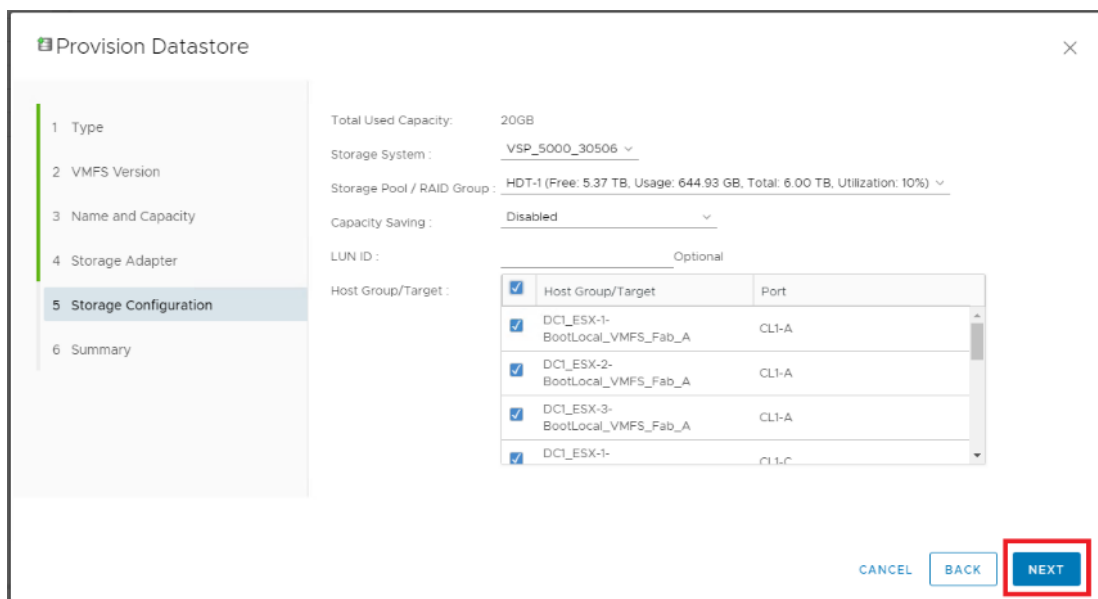 Provision Datastore
1 Type
2 VMFS Version
3 Name and Capacity
4 Storage Adapter
5 Storage Configuration
6 Summary
Total Used Capacity: 20GB
Storage System : VSP_5000_30506
Storage Pool / RAID Group : HDT-1 (Free: 5.37 TB, Usage: 644.93 GB, Total: 6.00 TB, Utilization: 10%)
Capacity Saving : Disabled
LUN ID : Optional
Host Group/Target :
Host Group/Target Port
DC1_ESX-1-
BootLocal_VMFS_Fab_A CL1-A
DC1_ESX-2-
BootLocal_VMFS_Fab_A CL1-A
DC1_ESX-3-
BootLocal_VMFS_Fab_A CL1-A
DC1_ESX-1-
CL1-C
CANCEL BACK NEXT